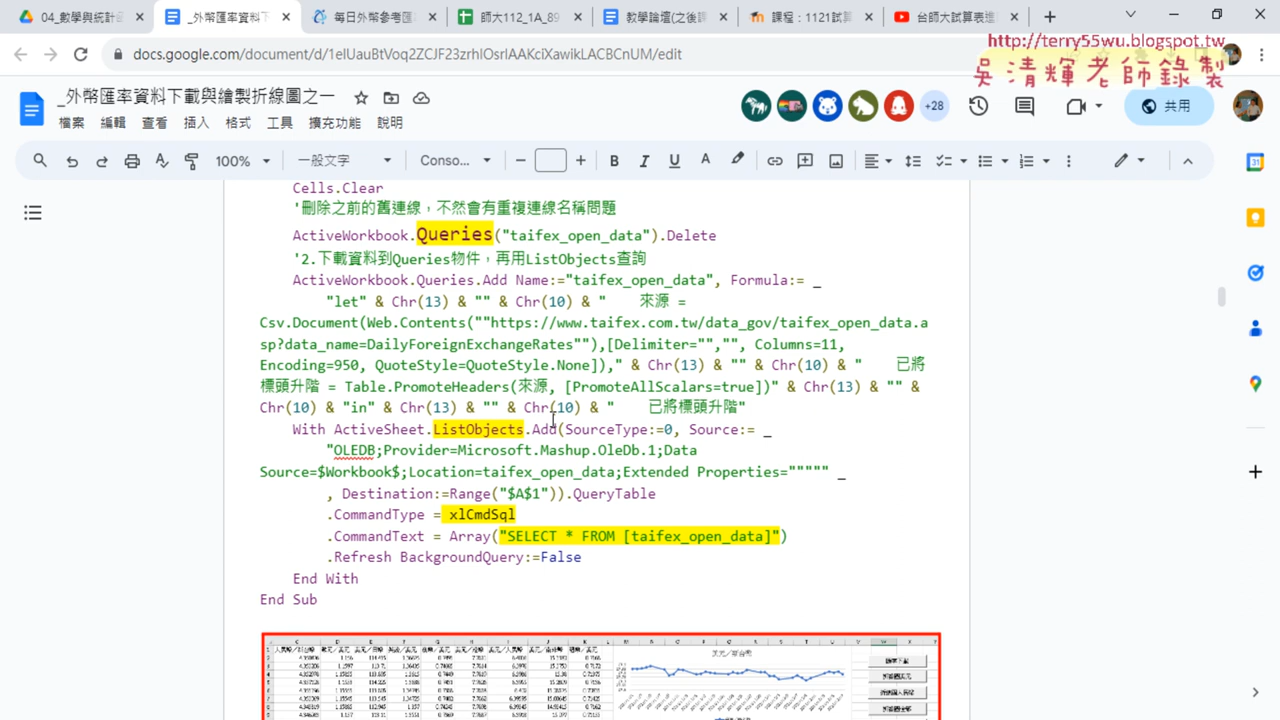 04_數學與統計函
_外幣匯率資料下
每日外幣參考匯
師大112_1A_89
教學論壇(之後課
課程：1121試算
台師大試算表進
docs.google.com/document/d/1elUauBtVoq2ZCJF23zrhlOsrlAAKciXawikLACBCnUM/edit
http://terry55wu.blogspot.tw
吳清輝老師錄製
_外幣匯率資料下載與繪製折線圖之一
+28
共用
檔案 編輯 查看 插入 格式 工具 擴充功能 說明
100% 一般文字 Conso...
Cells.Clear
'刪除之前的舊連線，不然會有重複連線名稱問題
ActiveWorkbook.Queries("taifex_open_data").Delete
'2.下載資料到Queries物件，再用ListObjects查詢
ActiveWorkbook.Queries.Add Name:="taifex_open_data", Formula:= _
"let" & Chr(13) & "" & Chr(10) & "    來源 =
Csv.Document(Web.Contents(""https://www.taifex.com.tw/data_gov/taifex_open_data.a
sp?data_name=DailyForeignExchangeRates""),[Delimiter="","", Columns=11,
Encoding=950, QuoteStyle=QuoteStyle.None])," & Chr(13) & "" & Chr(10) & "    已將
標頭升階 = Table.PromoteHeaders(來源, [PromoteAllScalars=true])" & Chr(13) & "" &
Chr(10) & "in" & Chr(13) & "" & Chr(10) & "    已將標頭升階"
With ActiveSheet.ListObjects.Add(SourceType:=0, Source:= _
"OLEDB;Provider=Microsoft.Mashup.OleDb.1;Data
Source=$Workbook$;Location=taifex_open_data;Extended Properties=""""" _
, Destination:=Range("$A$1")).QueryTable
.CommandType = xlCmdSql
.CommandText = Array("SELECT * FROM [taifex_open_data]")
.Refresh BackgroundQuery:=False
End With
End Sub
美元／新台幣